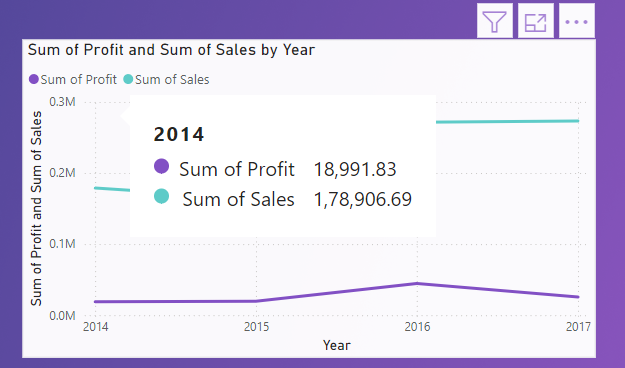 Sum of Profit and Sum of Sales by Year
Sum of Profit Sum of Sales
Sum of Profit and Sum of Sales
0.3M
0.2M
0.1M
0.0M
2014
Sum of Profit 18,991.83
Sum of Sales 1,78,906.69
2014 2015 2016 2017
Year